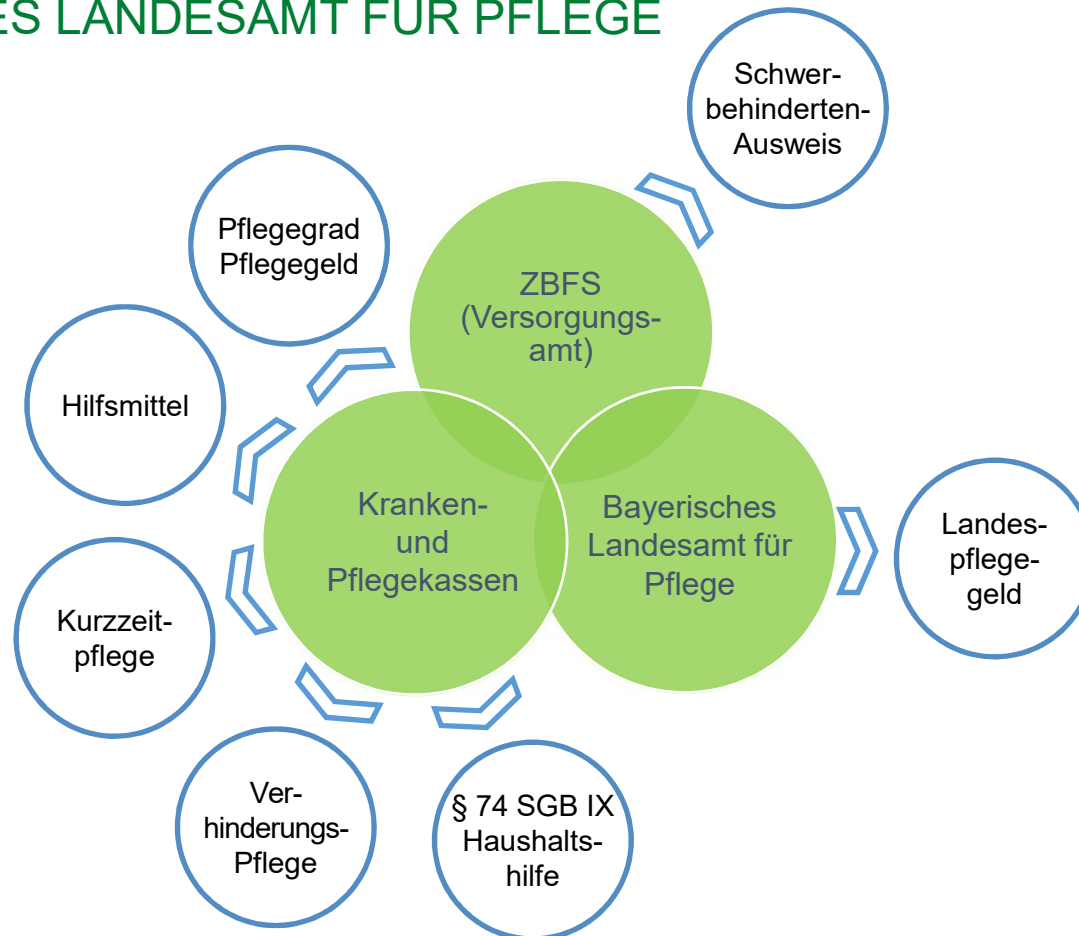 ES LANDESAMT FÜR PFLEGE
Schwer-
behinderten-
Ausweis
Pflegegrad
Pflegegeld
ZBFS
(Versorgungs-
amt)
Hilfsmittel
Kranken-
und
Pflegekassen
Bayerisches
Landesamt für
Pflege
Landes-
pflege-
geld
Kurzzeit-
pflege
Ver-
hinderungs-
Pflege
§ 74 SGB IX
Haushalts-
hilfe